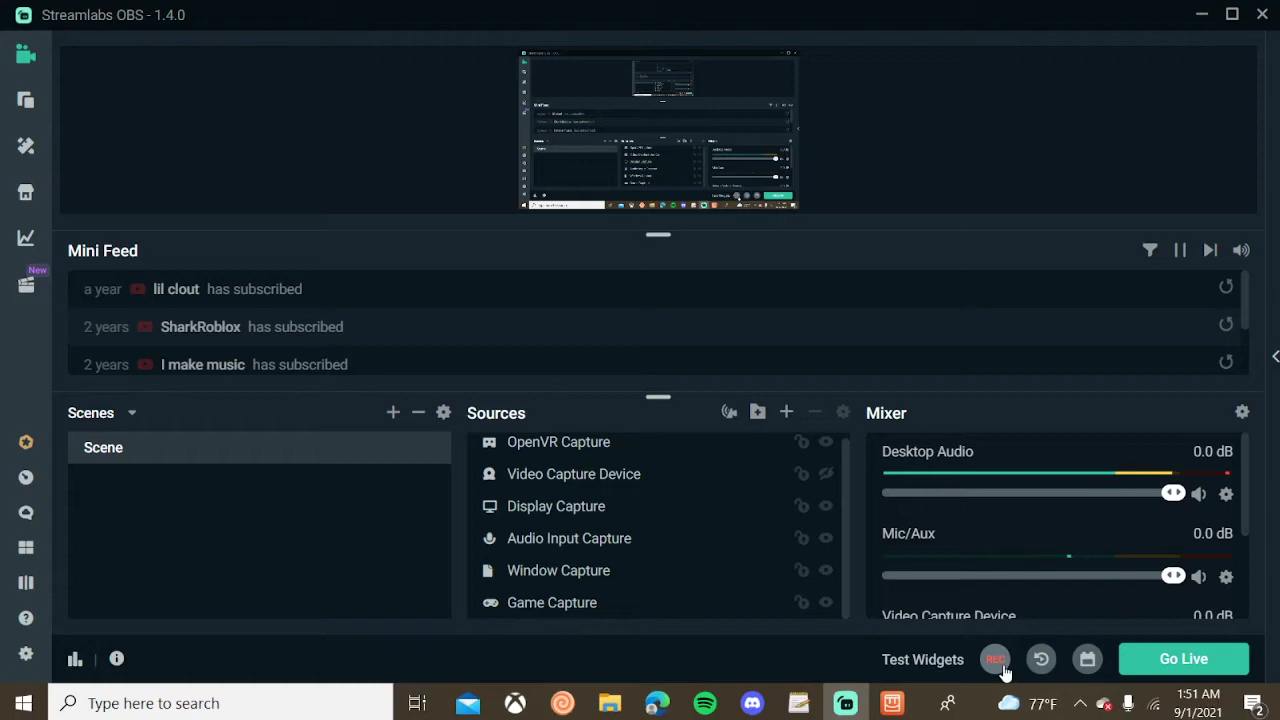 Streamlabs OBS - 1.4.0
New
Mini Feed
a year lil clout has subscribed
2 years SharkRoblox has subscribed
2 years I make music has subscribed
Scenes
Scene
Sources
OpenVR Capture
Video Capture Device
Display Capture
Audio Input Capture
Window Capture
Game Capture
Mixer
Desktop Audio 0.0 dB
Mic/Aux 0.0 dB
Video Capture Device 0.0 dB
Test Widgets REC Go Live
Type here to search
77°F
1:51 AM
9/1/2021
2